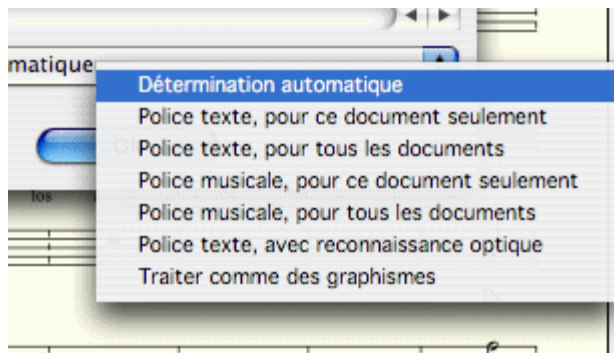 matique
Détermination automatique
Police texte, pour ce document seulement
Police texte, pour tous les documents
Police musicale, pour ce document seulement
Police musicale, pour tous les documents
Police texte, avec reconnaissance optique
Traiter comme des graphismes
los